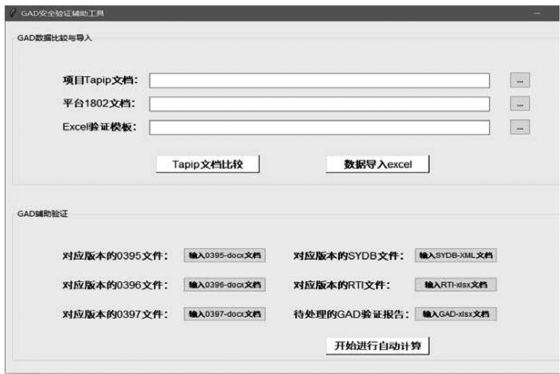 GAD安全验证辅助工具
GAD数据比较与导入
项目Tapip文档：
...
平台1802文档：
...
Excel验证模板：
...
Tapip文档比较 数据导入excel
GAD辅助验证
对应版本的0395文件： 输入0395-docx文档 对应版本的SYDB文件： 输入SYDB-XML文档
对应版本的0396文件： 输入0396-docx文档 对应版本的RTI文件： 输入RTI-xlsx文档
对应版本的0397文件： 输入0397-docx文档 待处理的GAD验证报告： 输入GAD-xlsx文档
开始进行自动计算